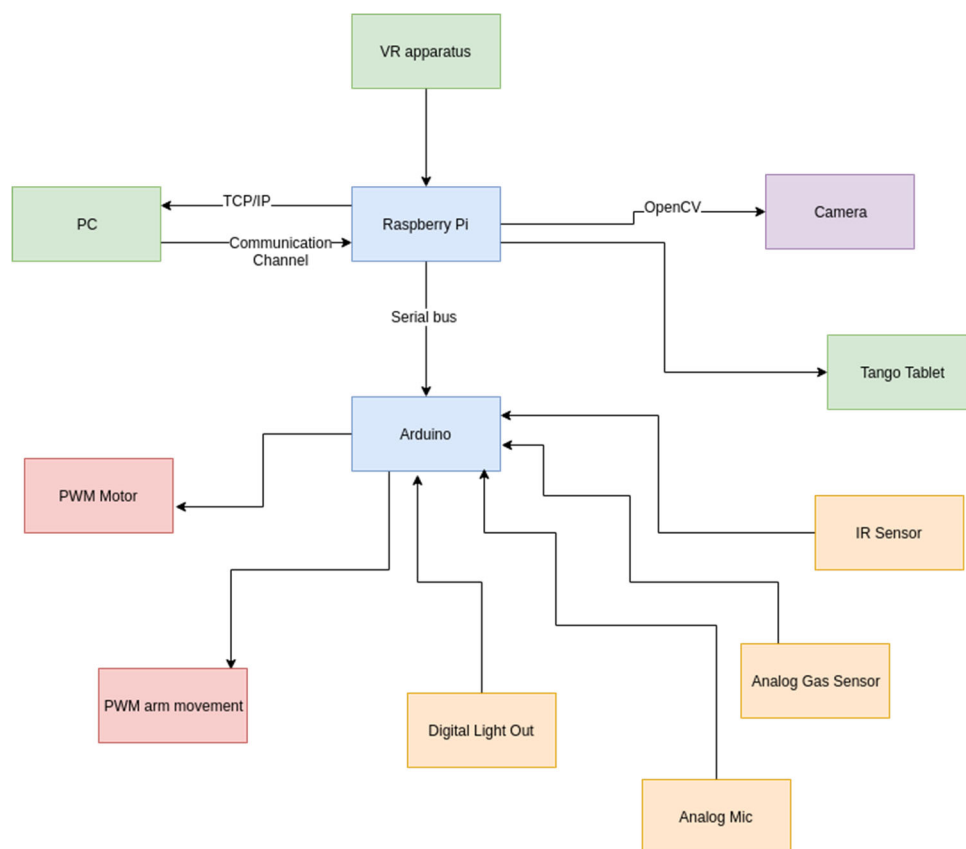 VR apparatus
TCP/IP
OpenCV
PC
Raspberry Pi
Camera
Communication
Channel
Serial bus
Tango Tablet
Arduino
PWM Motor
IR Sensor
Analog Gas Sensor
PWM arm movement
Digital Light Out
Analog Mic